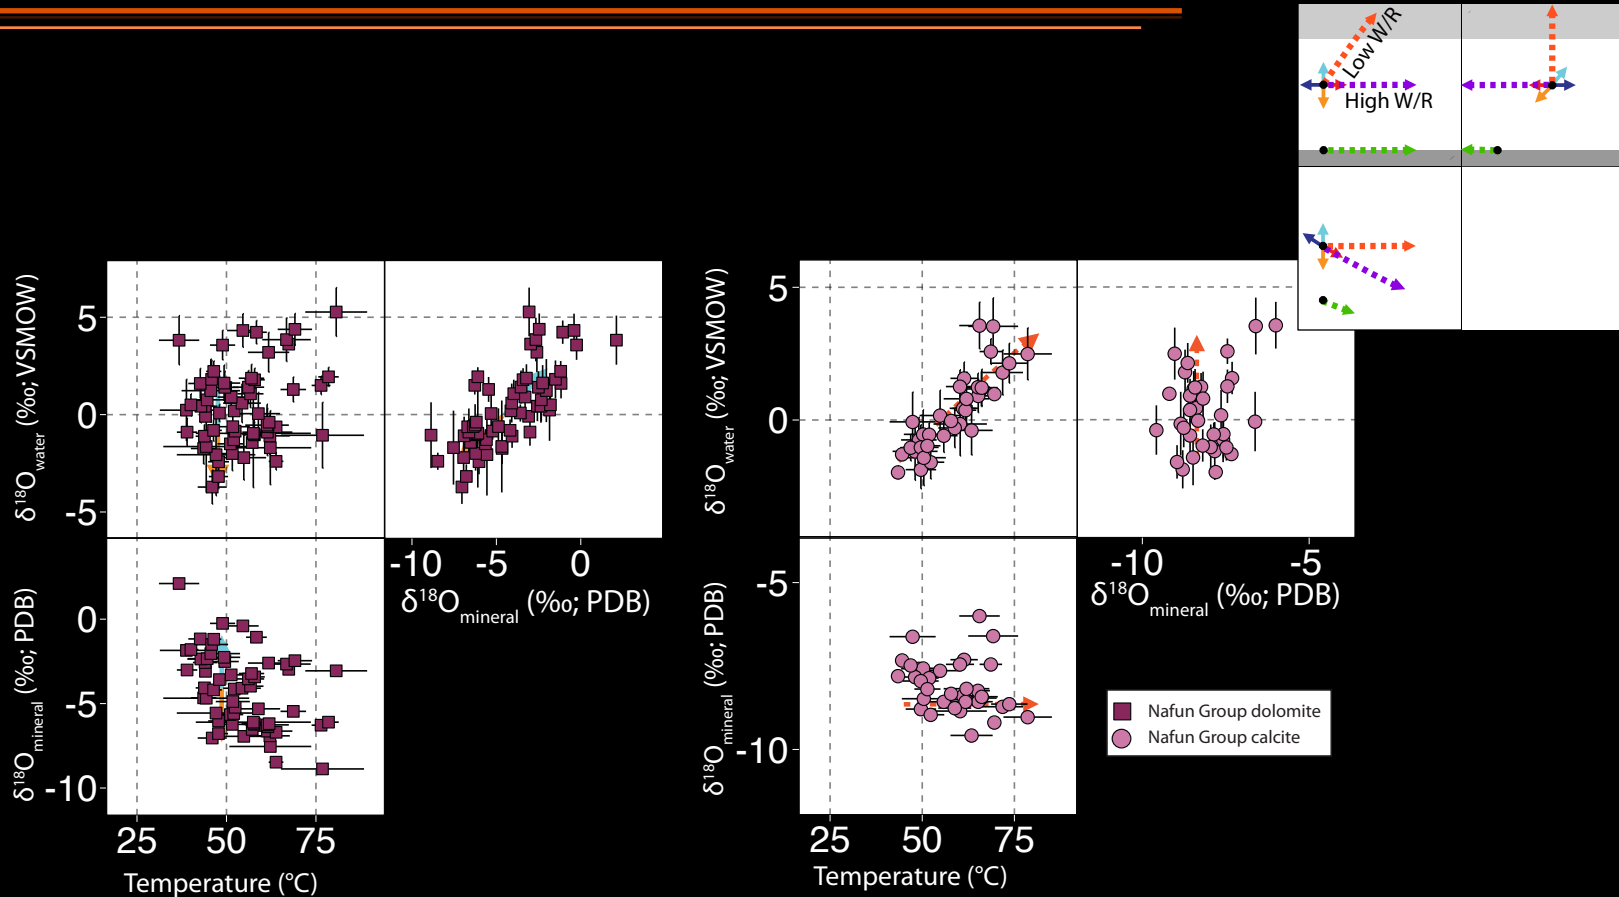 Low W/R
High W/R
δ¹⁸Owater (‰; VSMOW)
5
0
-5
-10 -5 0
δ¹⁸Omineral (‰; PDB)
δ¹⁸Omineral (‰; PDB)
0
-5
-10
25 50 75
Temperature (°C)
δ¹⁸Owater (‰; VSMOW)
5
0
-10 -5
δ¹⁸Omineral (‰; PDB)
δ¹⁸Omineral (‰; PDB)
-5
-10
25 50 75
Temperature (°C)
Nafun Group dolomite
Nafun Group calcite